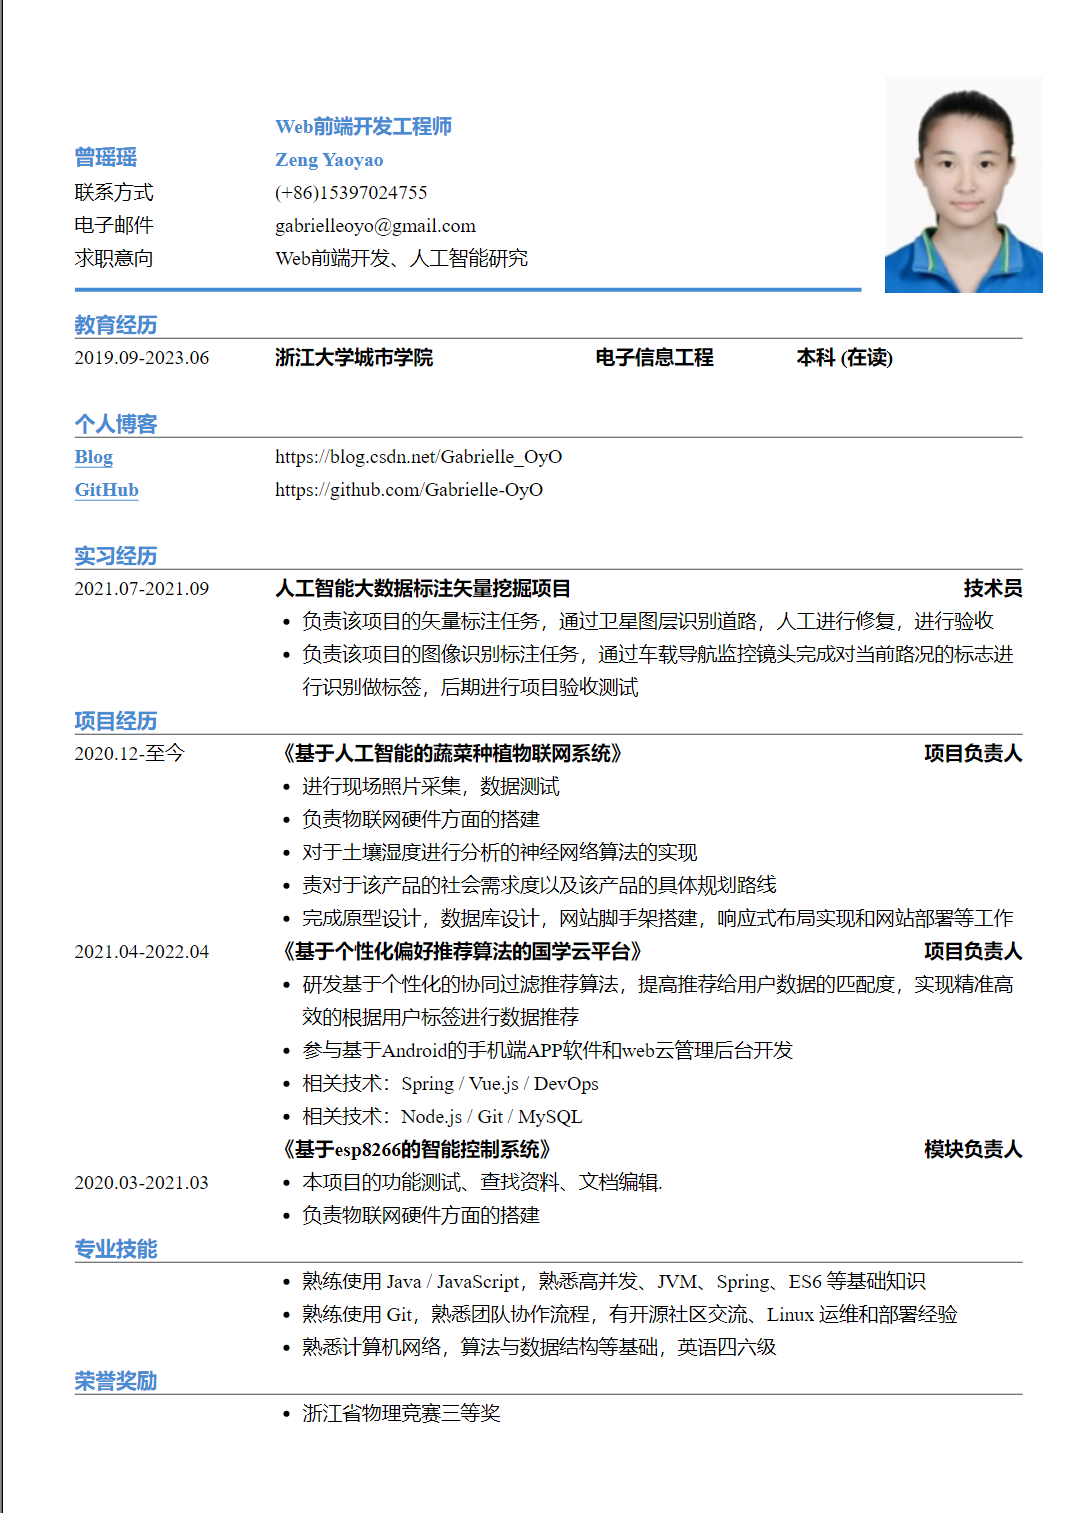 Web前端开发工程师
曾瑶瑶 Zeng Yaoyao
联系方式 (+86)15397024755
电子邮件 gabrielleoyo@gmail.com
求职意向 Web前端开发、人工智能研究
教育经历
2019.09-2023.06 浙江大学城市学院 电子信息工程 本科 (在读)
个人博客
Blog https://blog.csdn.net/Gabrielle_OyO
GitHub https://github.com/Gabrielle-OyO
实习经历
2021.07-2021.09 人工智能大数据标注矢量挖掘项目 技术员
• 负责该项目的矢量标注任务，通过卫星图层识别道路，人工进行修复，进行验收
• 负责该项目的图像识别标注任务，通过车载导航监控镜头完成对当前路况的标志进
行识别做标签，后期进行项目验收测试
项目经历
2020.12-至今 《基于人工智能的蔬菜种植物联网系统》 项目负责人
• 进行现场照片采集，数据测试
• 负责物联网硬件方面的搭建
• 对于土壤湿度进行分析的神经网络算法的实现
• 责对于该产品的社会需求度以及该产品的具体规划路线
• 完成原型设计，数据库设计，网站脚手架搭建，响应式布局实现和网站部署等工作
2021.04-2022.04 《基于个性化偏好推荐算法的国学云平台》 项目负责人
• 研发基于个性化的协同过滤推荐算法，提高推荐给用户数据的匹配度，实现精准高
效的根据用户标签进行数据推荐
• 参与基于Android的手机端APP软件和web云管理后台开发
• 相关技术：Spring / Vue.js / DevOps
• 相关技术：Node.js / Git / MySQL
《基于esp8266的智能控制系统》 模块负责人
2020.03-2021.03 • 本项目的功能测试、查找资料、文档编辑.
• 负责物联网硬件方面的搭建
专业技能
• 熟练使用 Java / JavaScript，熟悉高并发、JVM、Spring、ES6 等基础知识
• 熟练使用 Git，熟悉团队协作流程，有开源社区交流、Linux 运维和部署经验
• 熟悉计算机网络，算法与数据结构等基础，英语四六级
荣誉奖励
• 浙江省物理竞赛三等奖